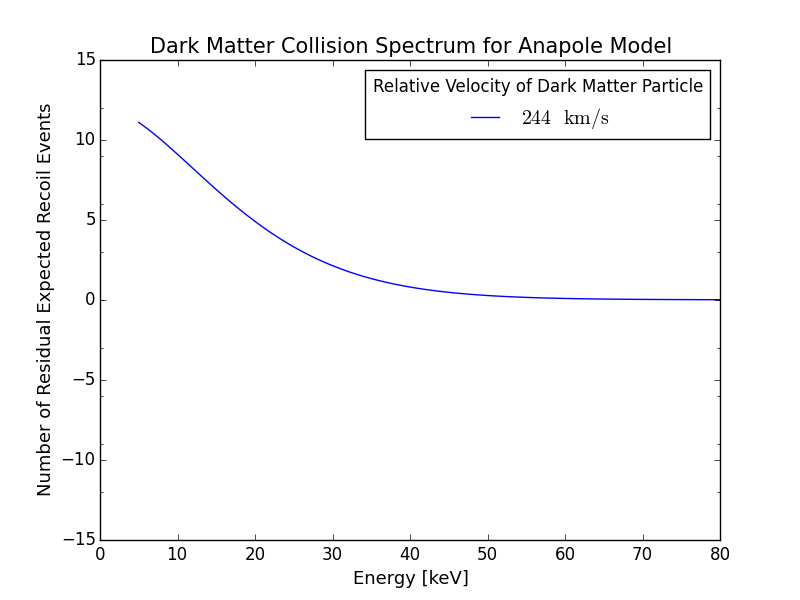 Dark Matter Collision Spectrum for Anapole Model
Relative Velocity of Dark Matter Particle
244 km/s
Number of Residual Expected Recoil Events
15
10
5
0
−5
−10
−15
0 10 20 30 40 50 60 70 80
Energy [keV]